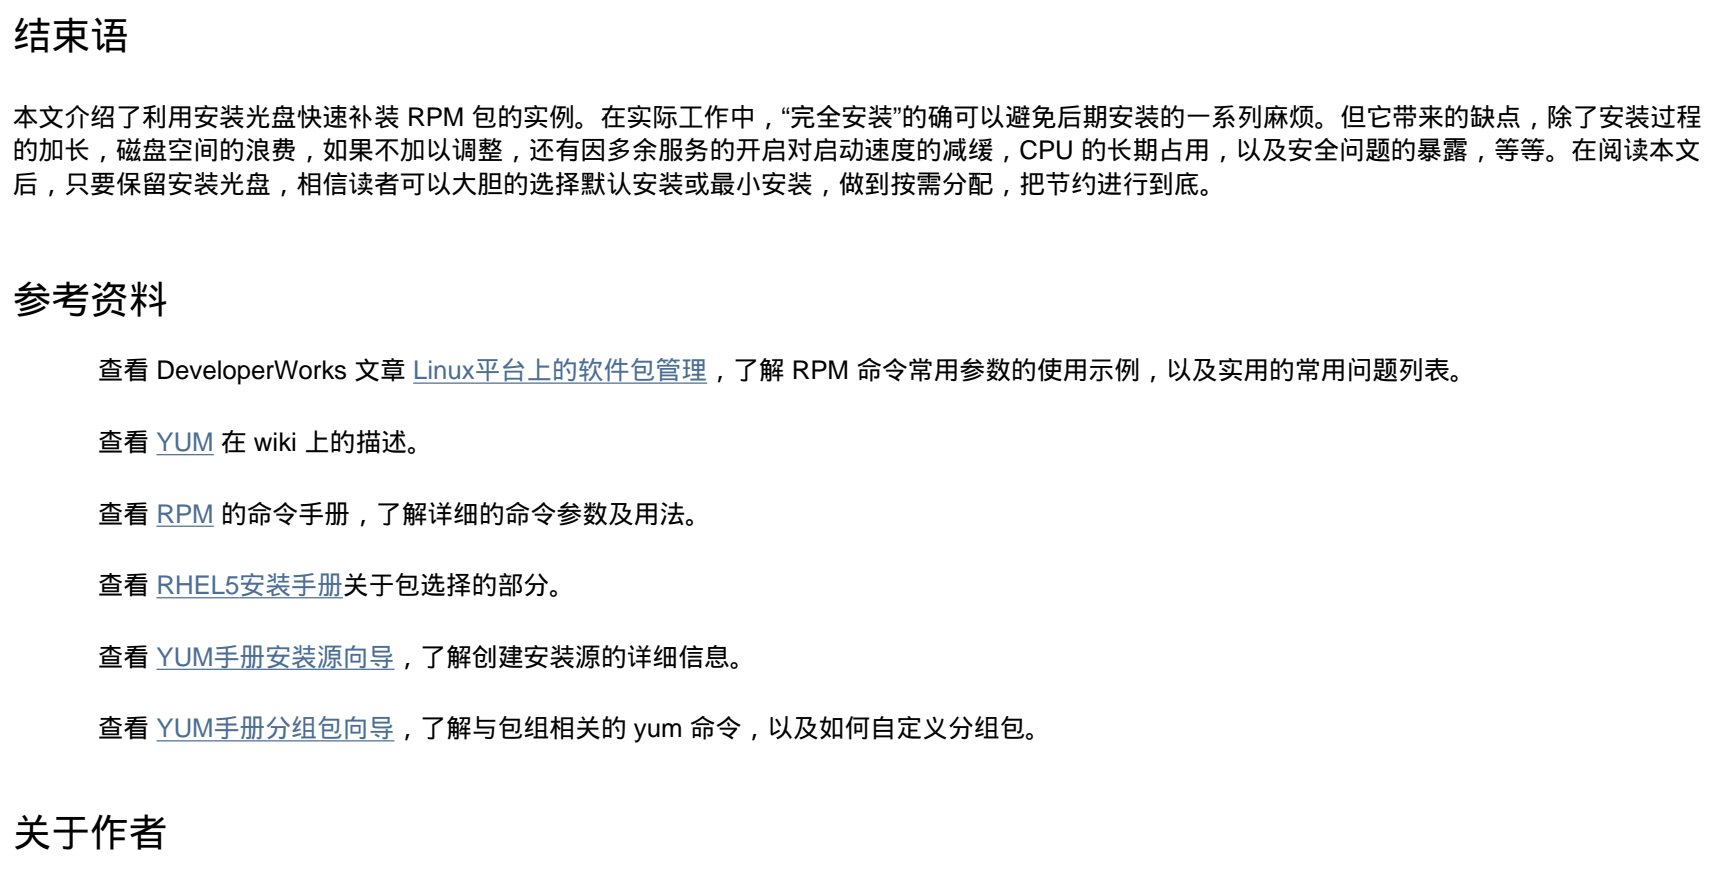 结束语
本文介绍了利用安装光盘快速补装 RPM 包的实例。在实际工作中，“完全安装”的确可以避免后期安装的一系列麻烦。但它带来的缺点，除了安装过程
的加长，磁盘空间的浪费，如果不加以调整，还有因多余服务的开启对启动速度的减缓，CPU 的长期占用，以及安全问题的暴露，等等。在阅读本文
后，只要保留安装光盘，相信读者可以大胆的选择默认安装或最小安装，做到按需分配，把节约进行到底。
参考资料
查看 DeveloperWorks 文章 Linux平台上的软件包管理，了解 RPM 命令常用参数的使用示例，以及实用的常用问题列表。
查看 YUM 在 wiki 上的描述。
查看 RPM 的命令手册，了解详细的命令参数及用法。
查看 RHEL5安装手册关于包选择的部分。
查看 YUM手册安装源向导，了解创建安装源的详细信息。
查看 YUM手册分组包向导，了解与包组相关的 yum 命令，以及如何自定义分组包。
关于作者